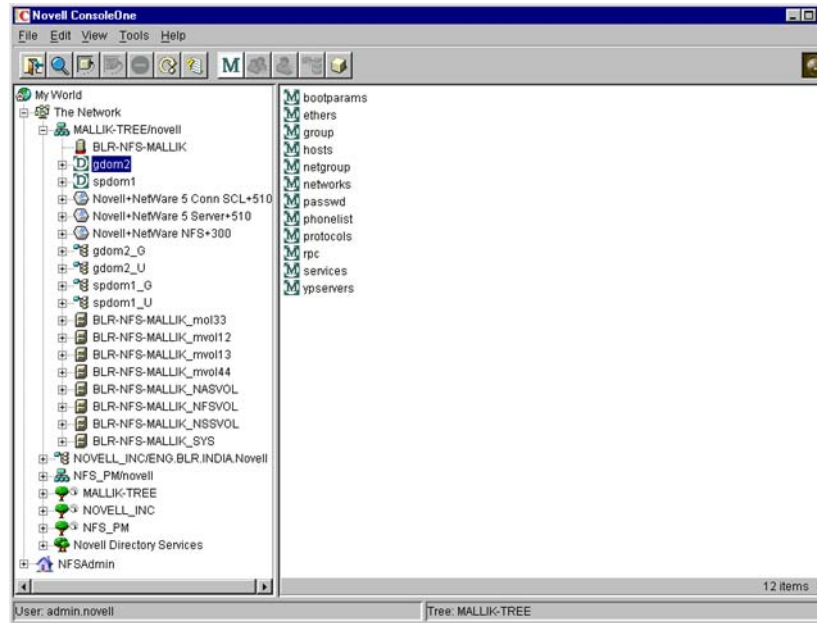 Novell ConsoleOne
File Edit View Tools Help
M
My World
The Network
MALLIK-TREE/novell
BLR-NFS-MALLIK
gdom2
spdom1
Novell+NetWare 5 Conn SCL+510
Novell+NetWare 5 Server+510
Novell+NetWare NFS+300
gdom2_G
gdom2_U
spdom1_G
spdom1_U
BLR-NFS-MALLIK_mol33
BLR-NFS-MALLIK_mvol12
BLR-NFS-MALLIK_mvol13
BLR-NFS-MALLIK_mvol44
BLR-NFS-MALLIK_NASVOL
BLR-NFS-MALLIK_NFSVOL
BLR-NFS-MALLIK_NSSVOL
BLR-NFS-MALLIK_SYS
NOVELL_INC/ENG.BLR.INDIA.Novell
NFS_PM/novell
MALLIK-TREE
NOVELL_INC
NFS_PM
Novell Directory Services
NFSAdmin
bootparams
ethers
group
hosts
netgroup
networks
passwd
phonelist
protocols
rpc
services
ypservers
12 items
User: admin.novell
Tree: MALLIK-TREE